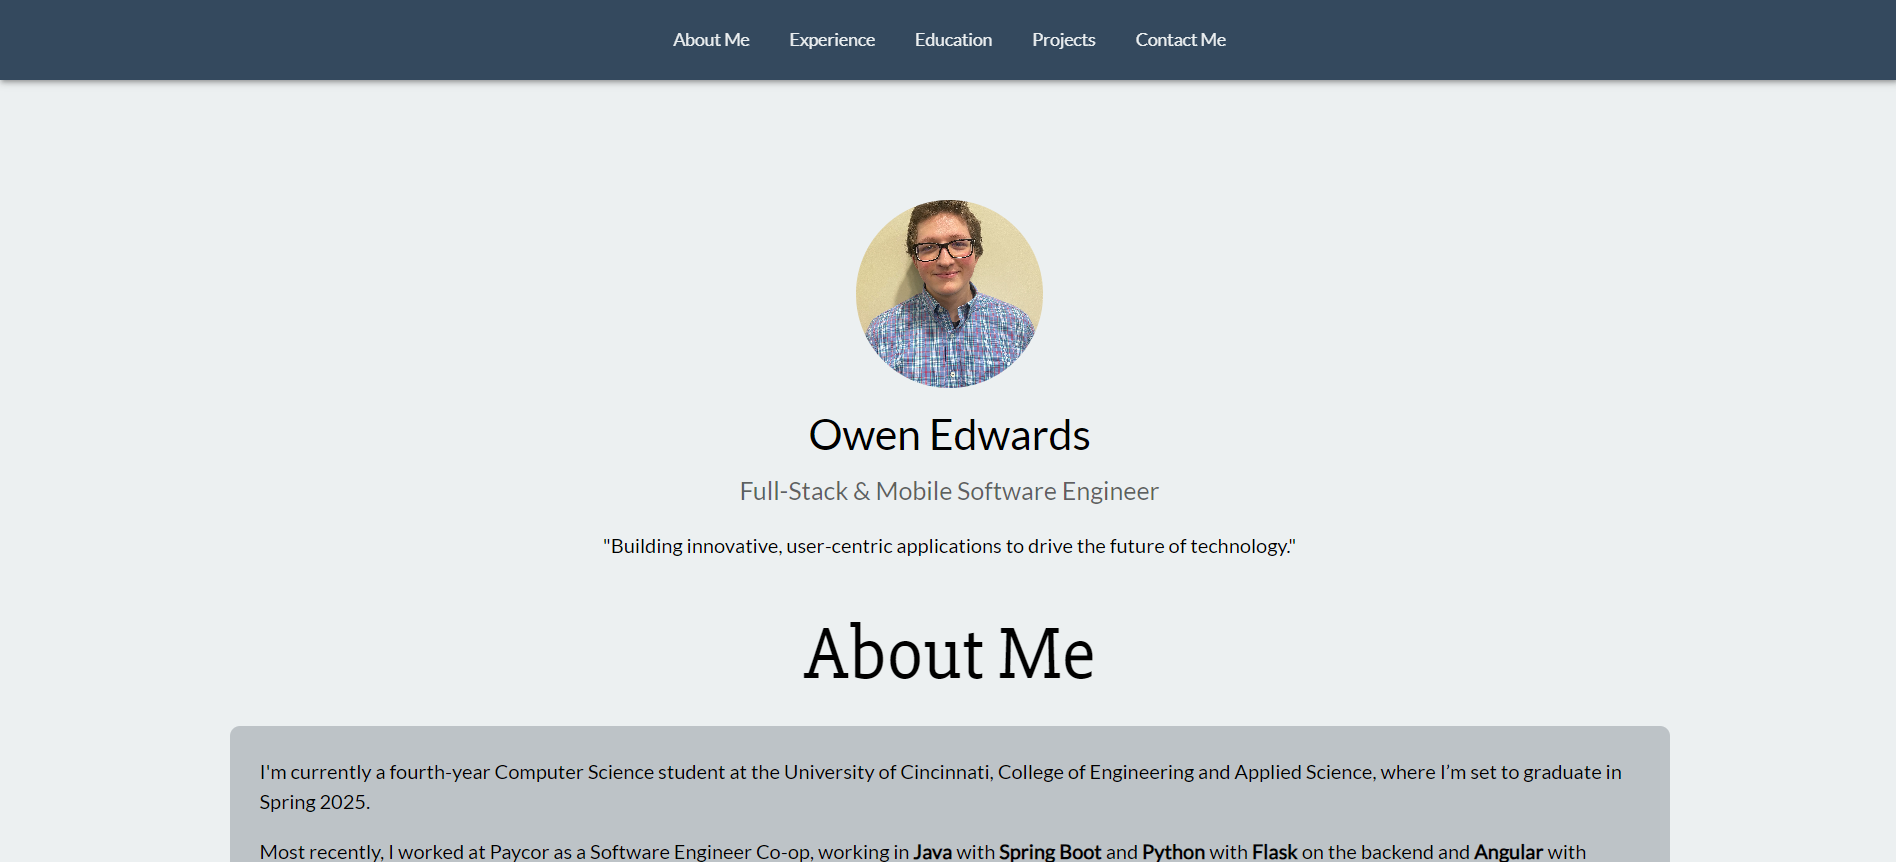 About Me Experience Education Projects Contact Me
Owen Edwards
Full-Stack & Mobile Software Engineer
"Building innovative, user-centric applications to drive the future of technology."
About Me
I'm currently a fourth-year Computer Science student at the University of Cincinnati, College of Engineering and Applied Science, where I’m set to graduate in
Spring 2025.
Most recently, I worked at Paycor as a Software Engineer Co-op, working in Java with Spring Boot and Python with Flask on the backend and Angular with